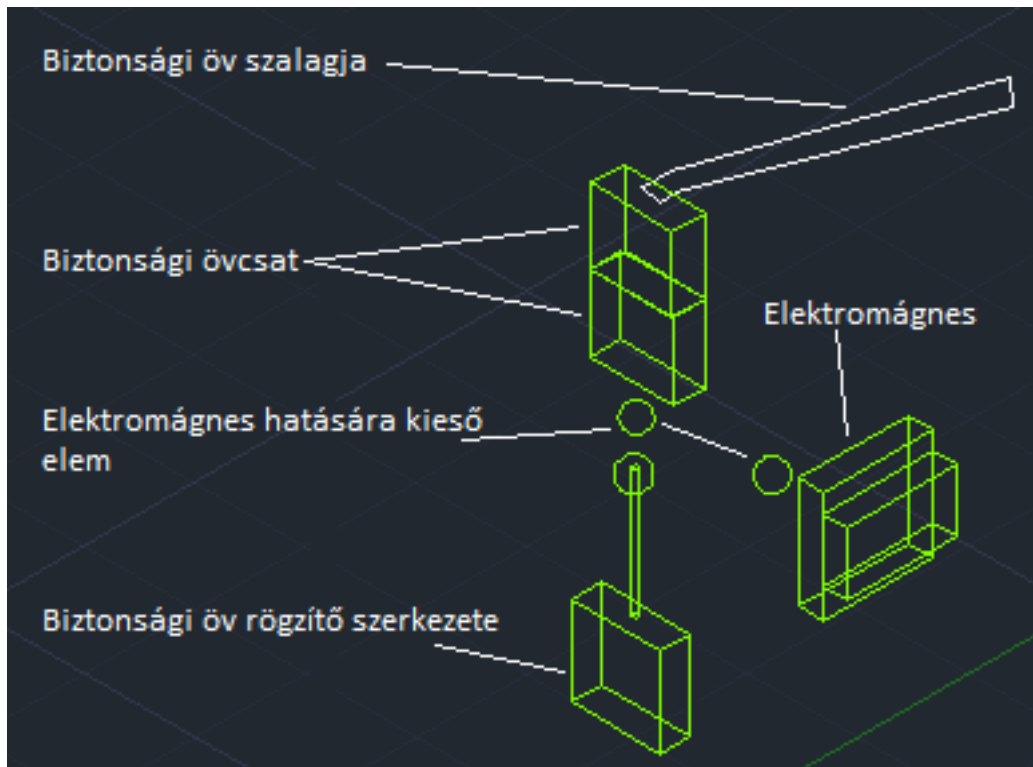 Biztonsági öv szalagja
Biztonsági övcsat
Elektromágnes
Elektromágnes hatására kieső
elem
Biztonsági öv rögzítő szerkezete